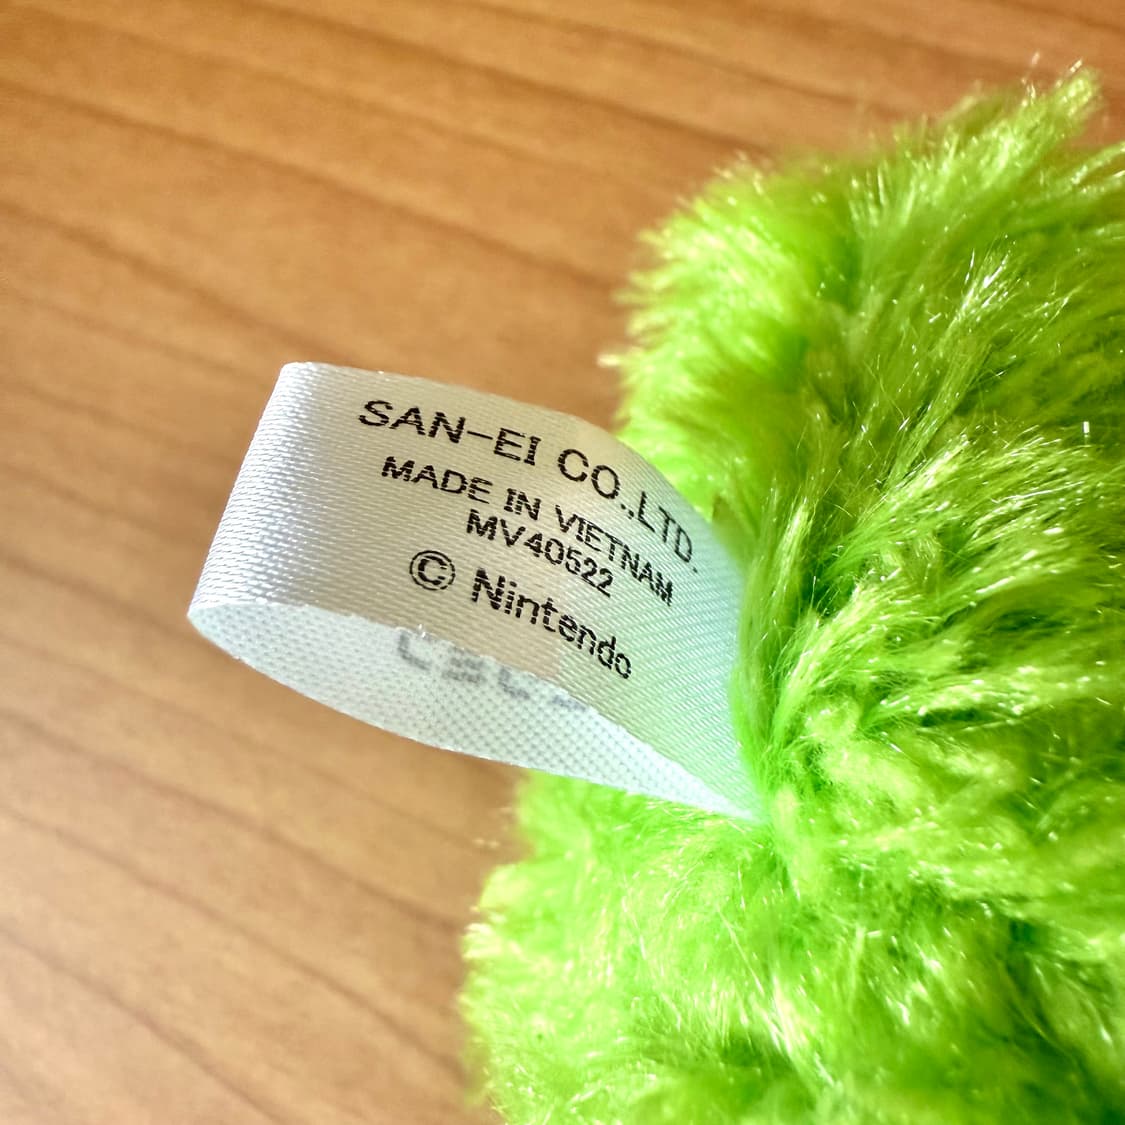 SAN-EI CO.,LTD.
MADE IN VIETNAM
MV40522
© Nintendo